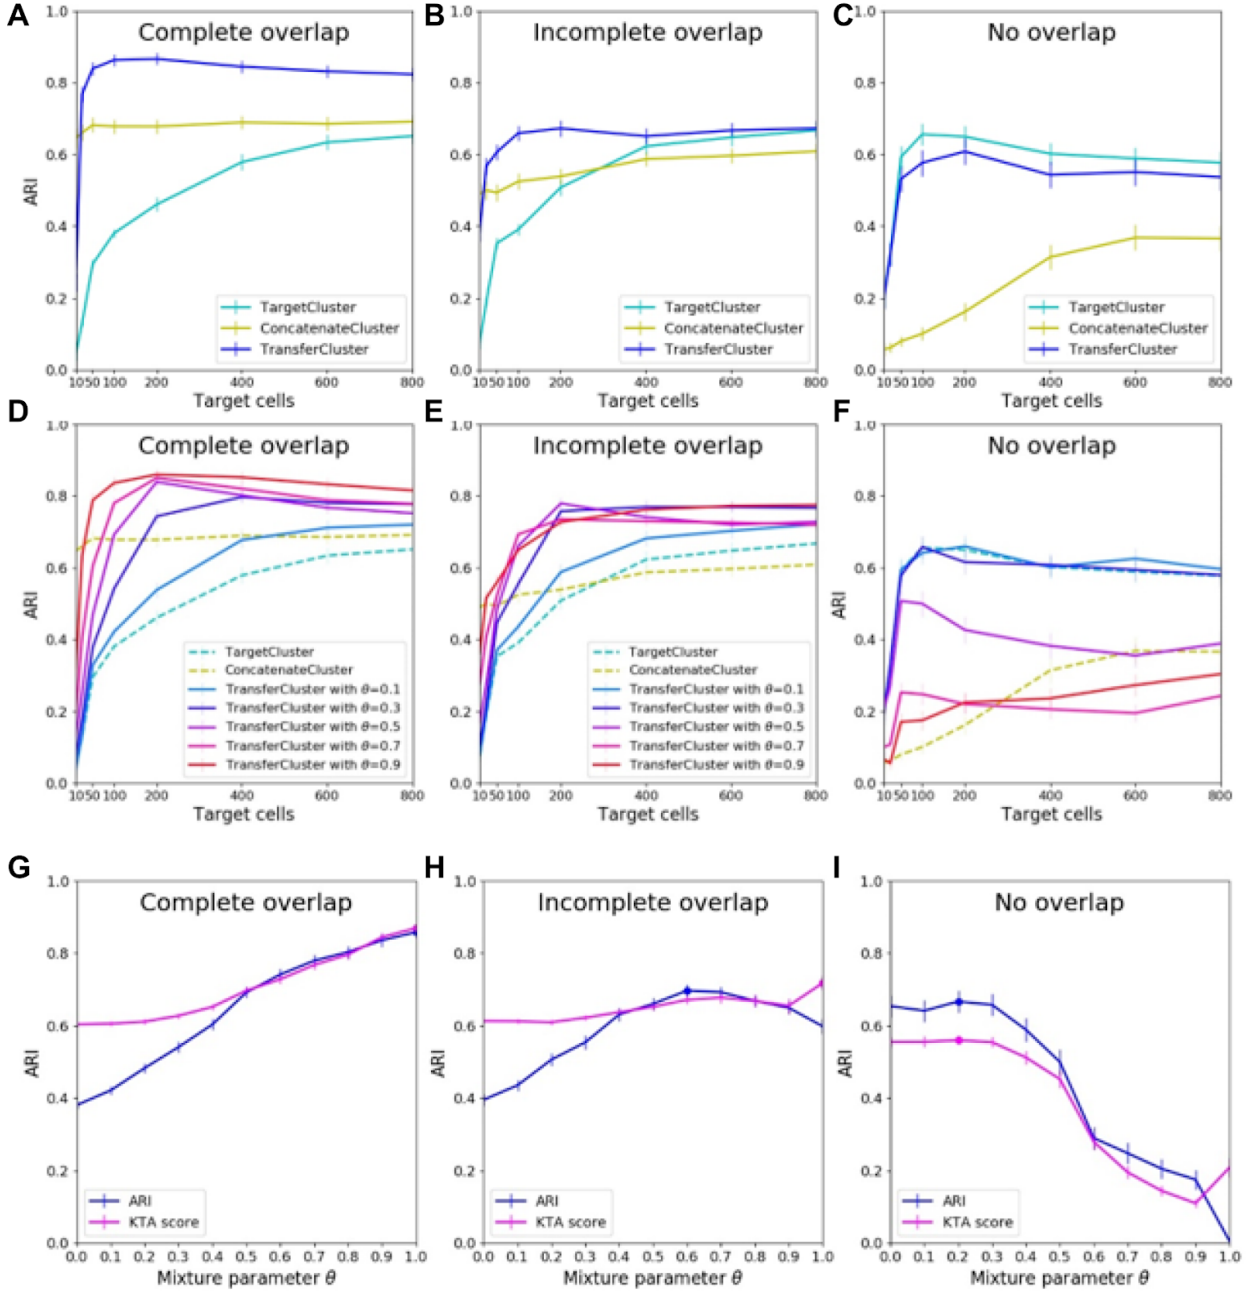 A
Complete overlap
1.0
0.8
0.6
0.4
0.2
0.0
ARI
TargetCluster
ConcatenateCluster
TransferCluster
10 50 100 200 400 600 800
Target cells
B
Incomplete overlap
1.0
0.8
0.6
0.4
0.2
0.0
TargetCluster
ConcatenateCluster
TransferCluster
10 50 100 200 400 600 800
Target cells
C
No overlap
1.0
0.8
0.6
0.4
0.2
0.0
TargetCluster
ConcatenateCluster
TransferCluster
10 50 100 200 400 600 800
Target cells
D
Complete overlap
1.0
0.8
0.6
0.4
0.2
0.0
ARI
TargetCluster
ConcatenateCluster
TransferCluster with θ=0.1
TransferCluster with θ=0.3
TransferCluster with θ=0.5
TransferCluster with θ=0.7
TransferCluster with θ=0.9
10 50 100 200 400 600 800
Target cells
E
Incomplete overlap
1.0
0.8
0.6
0.4
0.2
0.0
ARI
TargetCluster
ConcatenateCluster
TransferCluster with θ=0.1
TransferCluster with θ=0.3
TransferCluster with θ=0.5
TransferCluster with θ=0.7
TransferCluster with θ=0.9
10 50 100 200 400 600 800
Target cells
F
No overlap
1.0
0.8
0.6
0.4
0.2
0.0
ARI
10 50 100 200 400 600 800
Target cells
G
Complete overlap
1.0
0.8
0.6
0.4
0.2
0.0
ARI
ARI
KTA score
0.0 0.1 0.2 0.3 0.4 0.5 0.6 0.7 0.8 0.9 1.0
Mixture parameter θ
H
Incomplete overlap
1.0
0.8
0.6
0.4
0.2
0.0
ARI
ARI
KTA score
0.0 0.1 0.2 0.3 0.4 0.5 0.6 0.7 0.8 0.9 1.0
Mixture parameter θ
I
No overlap
1.0
0.8
0.6
0.4
0.2
0.0
ARI
ARI
KTA score
0.0 0.1 0.2 0.3 0.4 0.5 0.6 0.7 0.8 0.9 1.0
Mixture parameter θ